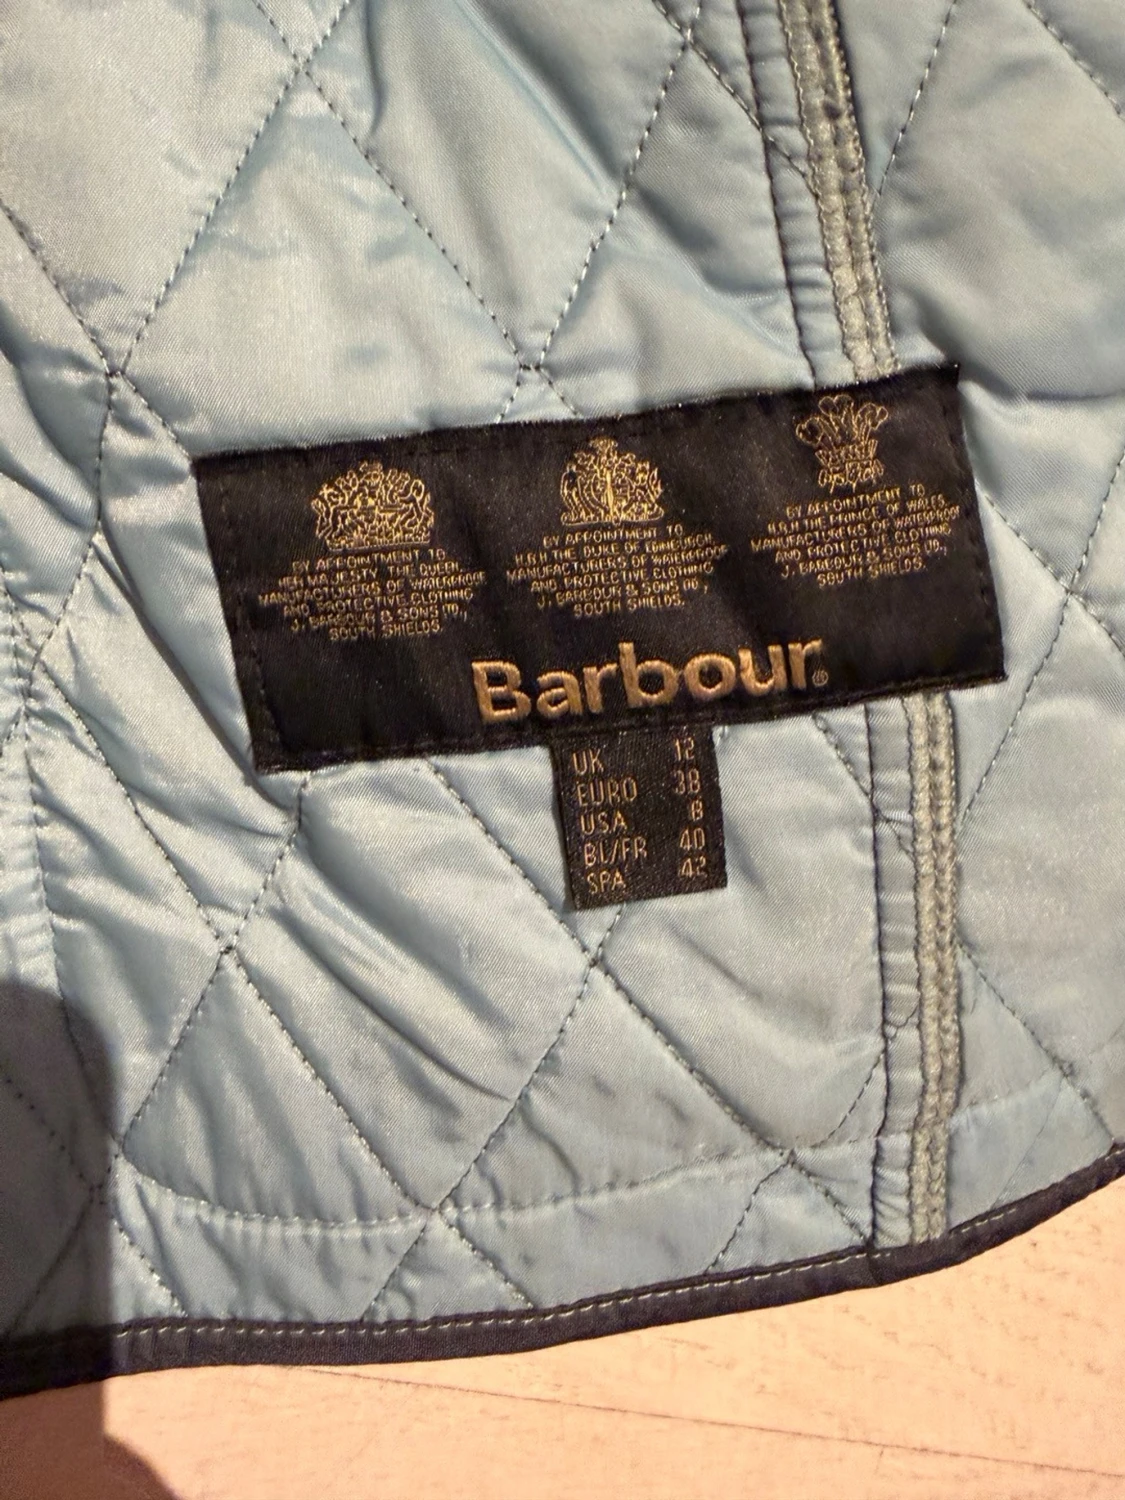 BY APPOINTMENT TO
HER MAJESTY THE QUEEN
MANUFACTURERS OF WATERPROOF
AND PROTECTIVE CLOTHING
J. BARBOUR & SONS LTD.,
SOUTH SHIELDS.
BY APPOINTMENT TO
H.R.H THE DUKE OF EDINBURGH
MANUFACTURERS OF WATERPROOF
AND PROTECTIVE CLOTHING
J. BARBOUR & SONS LTD.,
SOUTH SHIELDS.
BY APPOINTMENT TO
H.R.H THE PRINCE OF WALES
MANUFACTURERS OF WATERPROOF
AND PROTECTIVE CLOTHING
J. BARBOUR & SONS LTD.,
SOUTH SHIELDS.
Barbour®
UK 12
EURO 38
USA 8
BL/FR 40
SPA 42